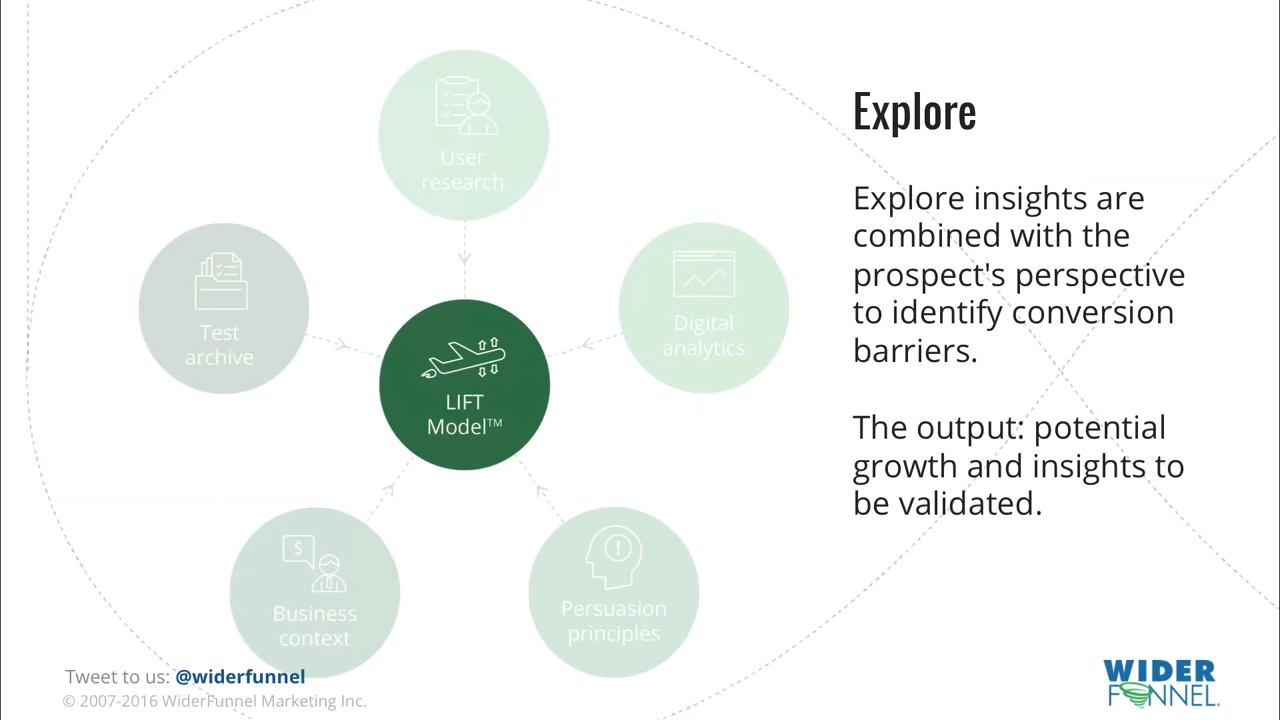 Explore
Explore insights are
combined with the
prospect's perspective
to identify conversion
barriers.
The output: potential
growth and insights to
be validated.
User
research
Test
archive
Digital
analytics
LIFT
Model™
$
Business
context
!
Persuasion
principles
Tweet to us: @widerfunnel
© 2007-2016 WiderFunnel Marketing Inc.
WIDER
FUNNEL®